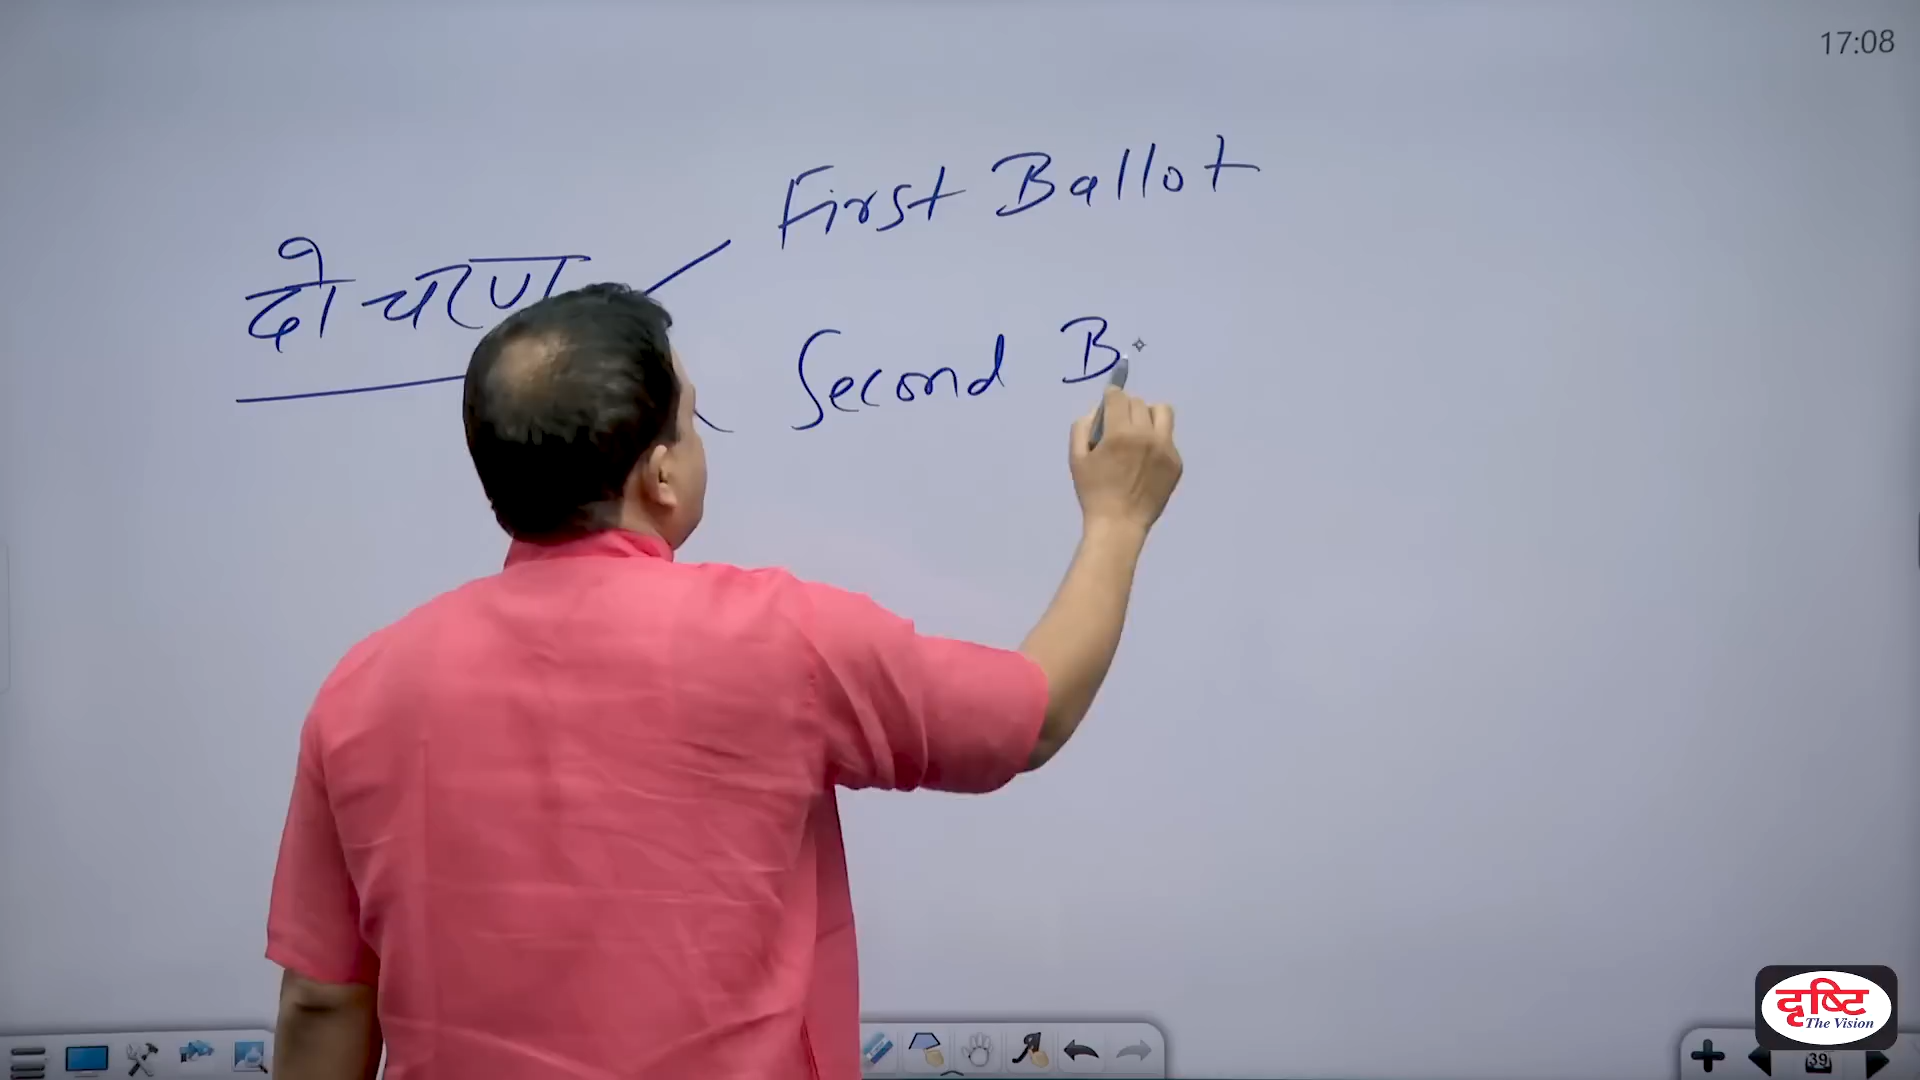 17:08
First Ballot
दो चरण
Second B
दृष्टि
The Vision
39